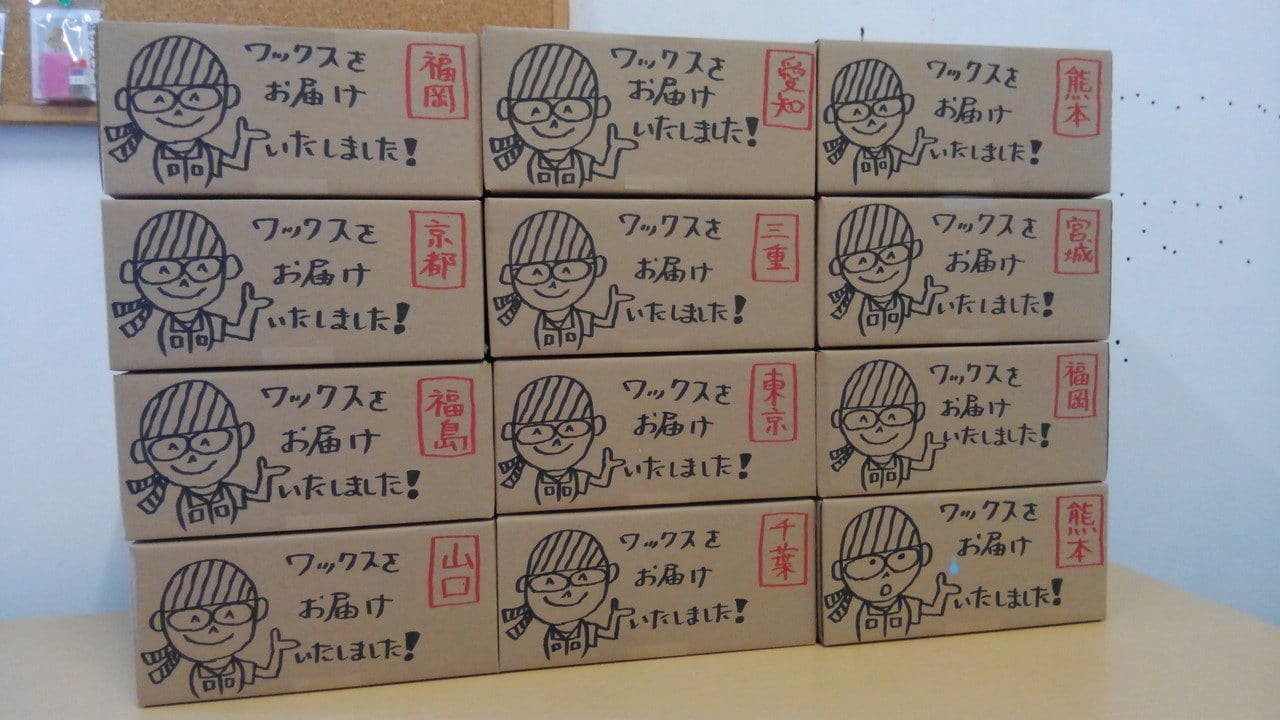 ワックスを
お届け
いたしました!
福岡
ワックスを
お届け
いたしました!
愛知
ワックスを
お届け
いたしました!
熊本
ワックスを
お届け
いたしました!
京都
ワックスを
お届け
いたしました!
三重
ワックスを
お届け
いたしました!
宮城
ワックスを
お届け
いたしました!
福島
ワックスを
お届け
いたしました!
東京
ワックスを
お届け
いたしました!
福岡
ワックスを
お届け
いたしました!
山口
ワックスを
お届け
いたしました!
千葉
ワックスを
お届け
いたしました!
熊本